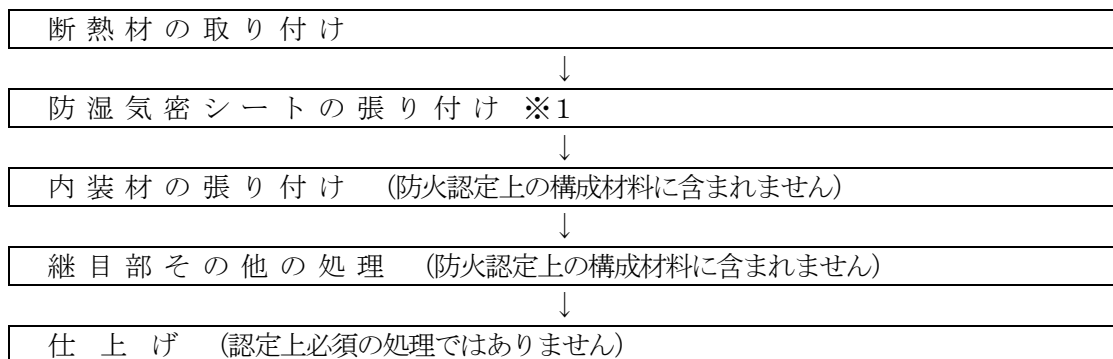 断熱材の取り付け
↓
防湿気密シートの張り付け ※1
↓
内装材の張り付け (防火認定上の構成材料に含まれません)
↓
継目部その他の処理 (防火認定上の構成材料に含まれません)
↓
仕上げ (認定上必須の処理ではありません)